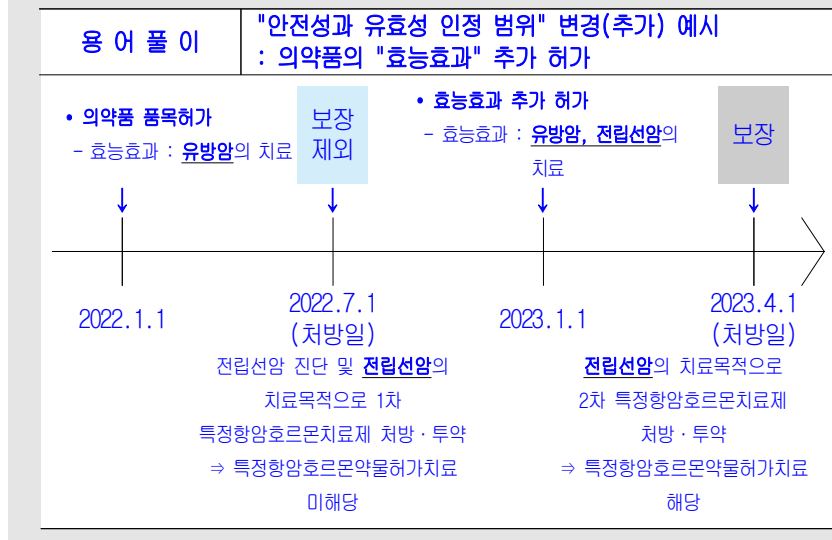 용 어 풀 이
"안전성과 유효성 인정 범위" 변경(추가) 예시
: 의약품의 "효능효과" 추가 허가
• 의약품 품목허가
- 효능효과 : 유방암의 치료
보장
제외
• 효능효과 추가 허가
- 효능효과 : 유방암, 전립선암의
치료
보장
2022.1.1
2022.7.1
(처방일)
2023.1.1
2023.4.1
(처방일)
전립선암 진단 및 전립선암의
치료목적으로 1차
특정항암호르몬치료제 처방·투약
⇒ 특정항암호르몬약물허가치료
미해당
전립선암의 치료목적으로
2차 특정항암호르몬치료제
처방·투약
⇒ 특정항암호르몬약물허가치료
해당